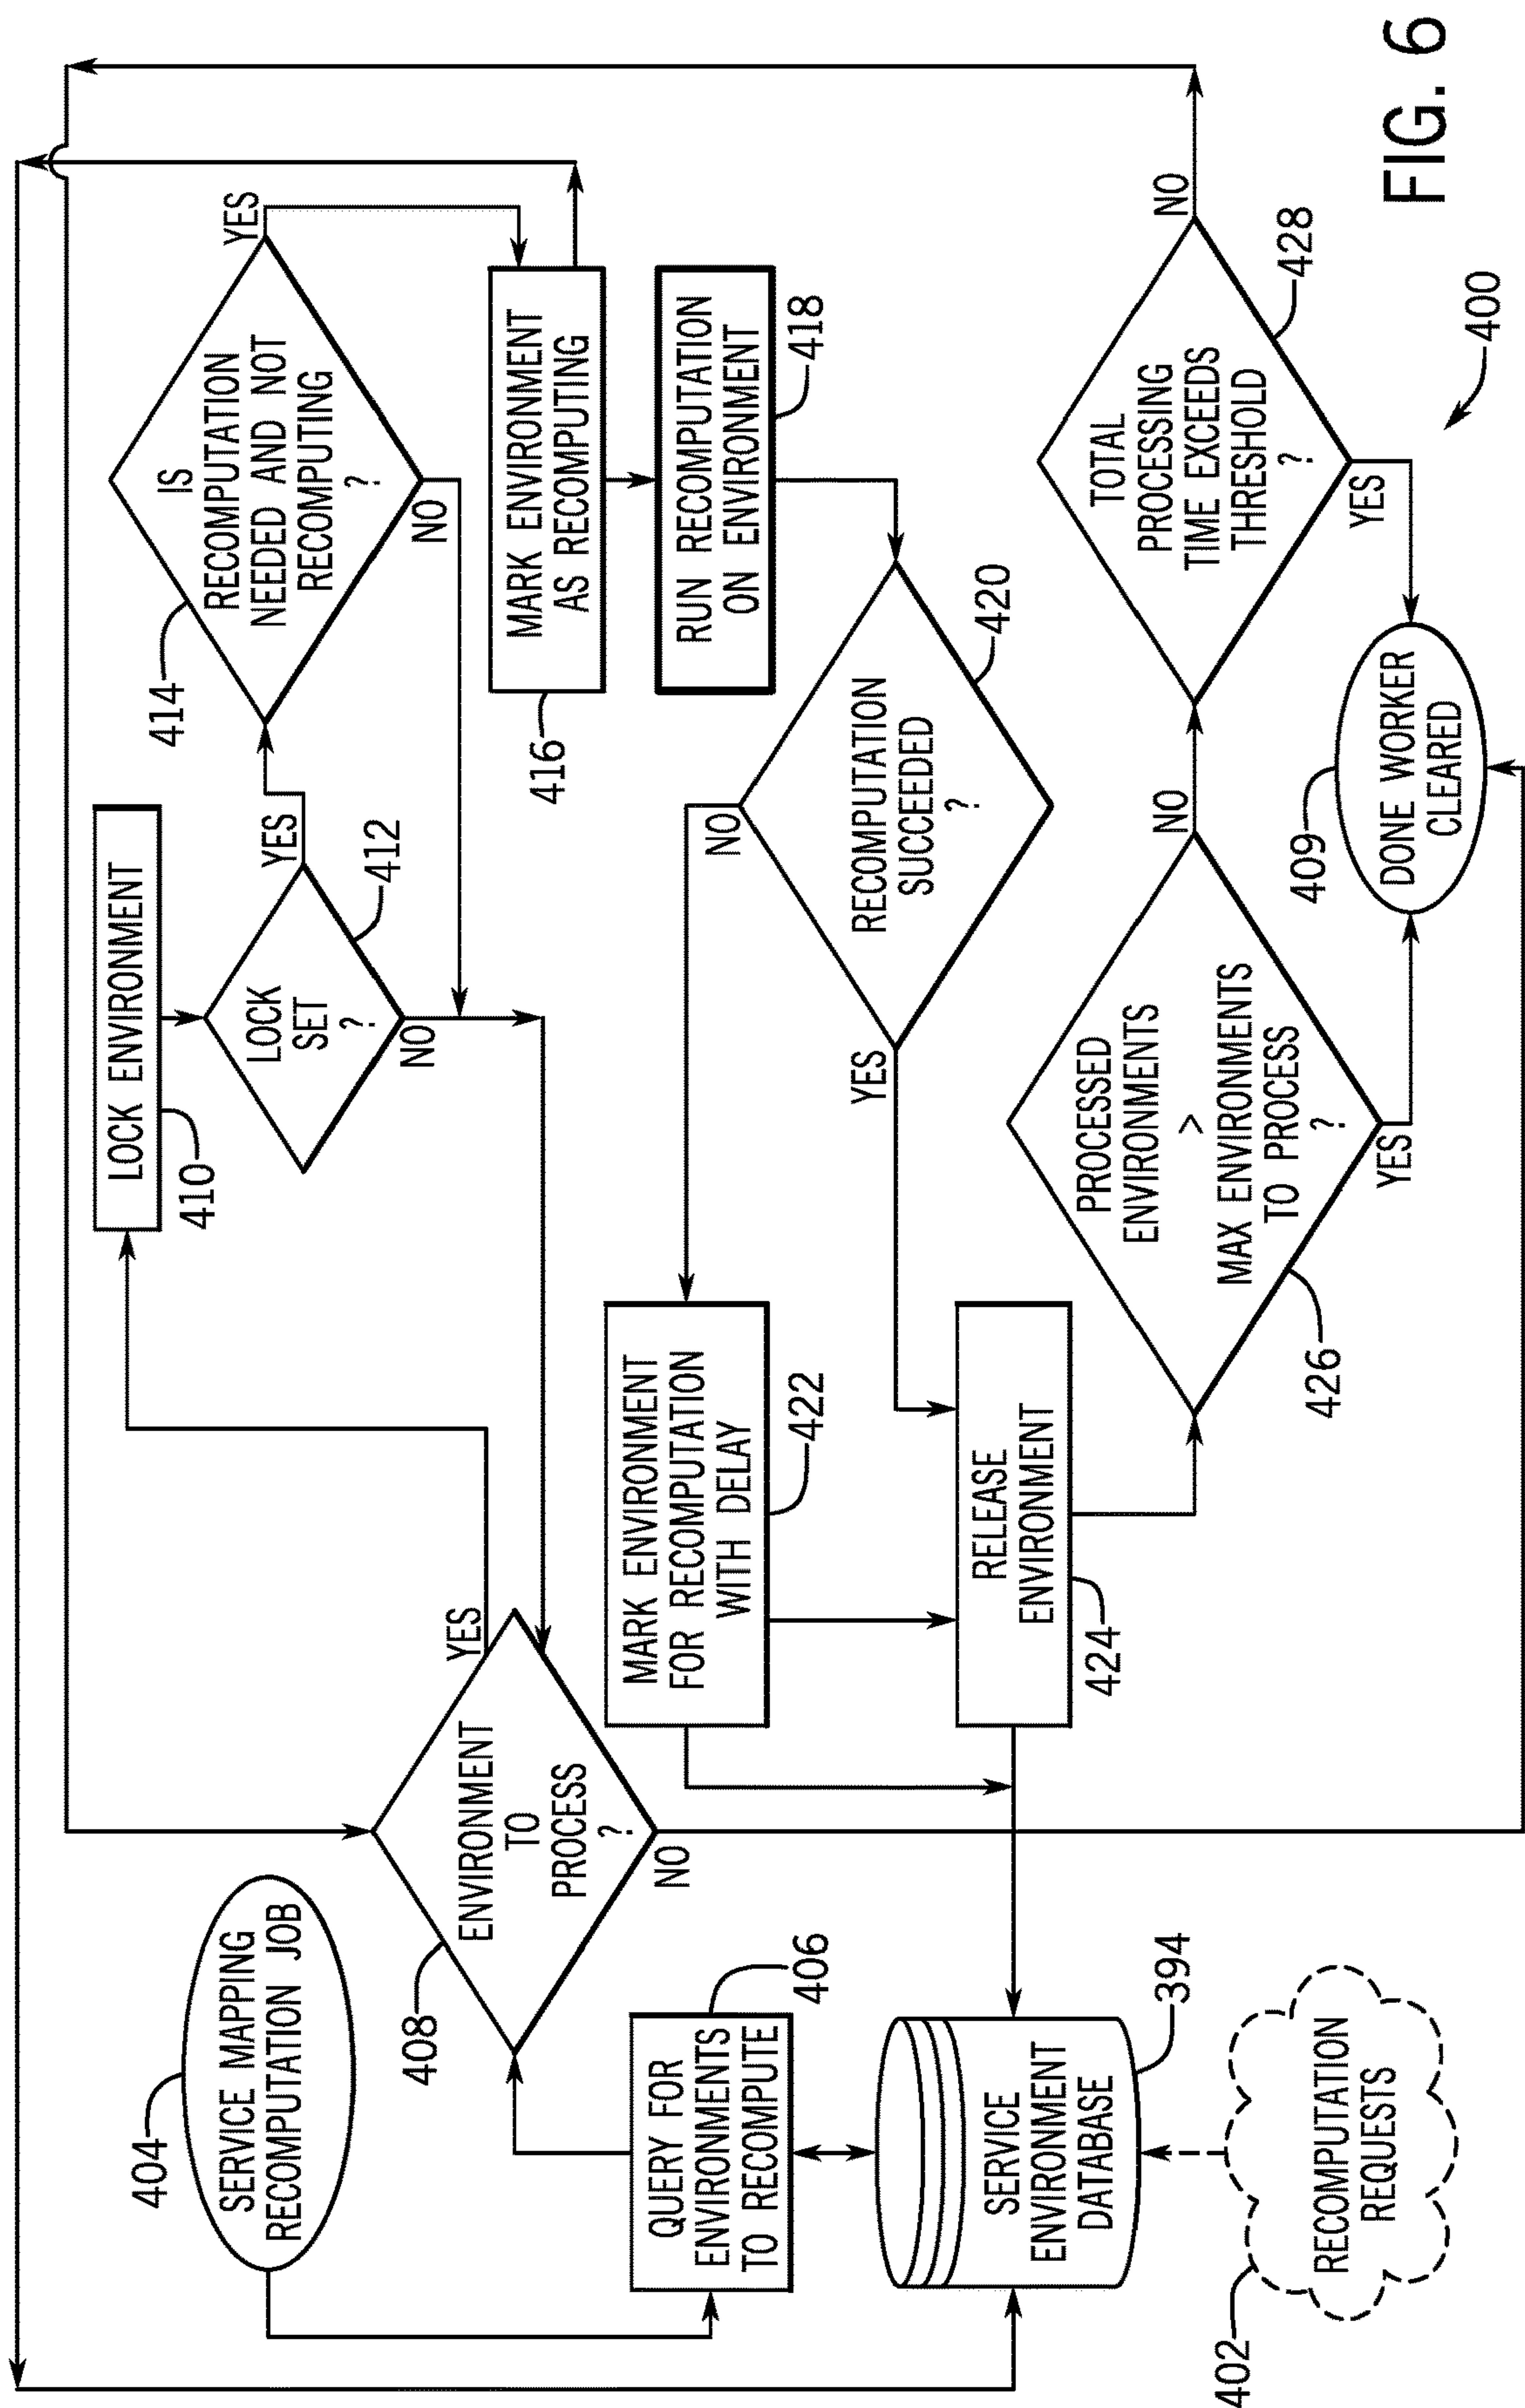 404
SERVICE MAPPING
RECOMPUTATION JOB
QUERY FOR
ENVIRONMENTS
TO RECOMPUTE
406
SERVICE
ENVIRONMENT
DATABASE
394
402
RECOMPUTATION
REQUESTS
408
ENVIRONMENT
TO
PROCESS
?
YES
NO
410
LOCK ENVIRONMENT
LOCK
SET
?
412
YES
NO
414
IS
RECOMPUTATION
NEEDED AND NOT
RECOMPUTING
?
YES
NO
MARK ENVIRONMENT
AS RECOMPUTING
416
RUN RECOMPUTATION
ON ENVIRONMENT
418
RECOMPUTATION
SUCCEEDED
?
420
NO
YES
MARK ENVIRONMENT
FOR RECOMPUTATION
WITH DELAY
422
RELEASE
ENVIRONMENT
424
PROCESSED
ENVIRONMENTS
>
MAX ENVIRONMENTS
TO PROCESS
?
426
NO
YES
TOTAL
PROCESSING
TIME EXCEEDS
THRESHOLD
?
428
NO
YES
409
DONE WORKER
CLEARED
400
FIG. 6